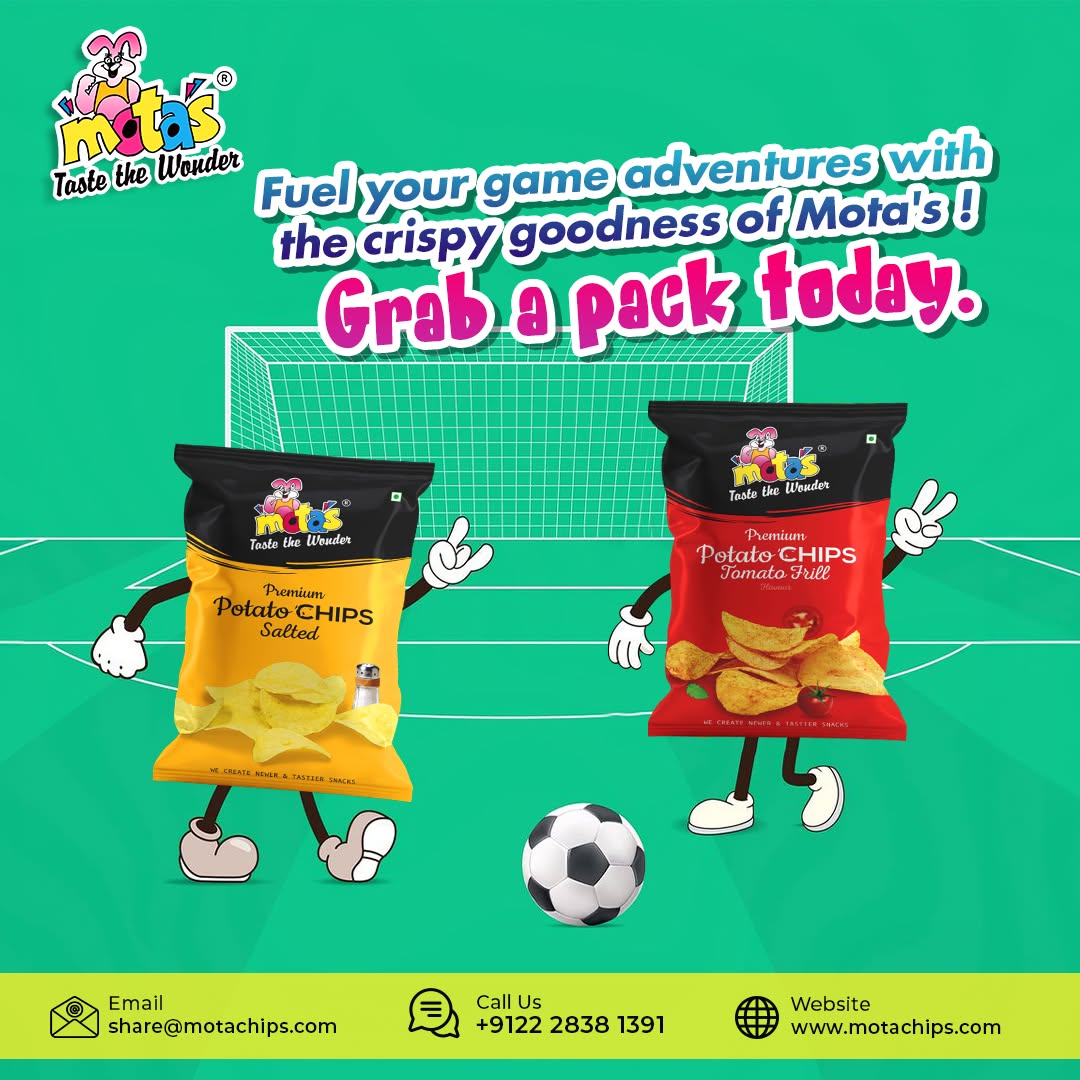 mota's ®
Taste the Wonder
Fuel your game adventures with
the crispy goodness of Mota's !
Grab a pack today.
mota's ®
Taste the Wonder
Premium
Potato CHIPS
Salted
WE CREATE NEWER & TASTIER SNACKS
mota's ®
Taste the Wonder
Premium
Potato CHIPS
Tomato Frill
Flavour
WE CREATE NEWER & TASTIER SNACKS
Email
share@motachips.com
Call Us
+9122 2838 1391
Website
www.motachips.com